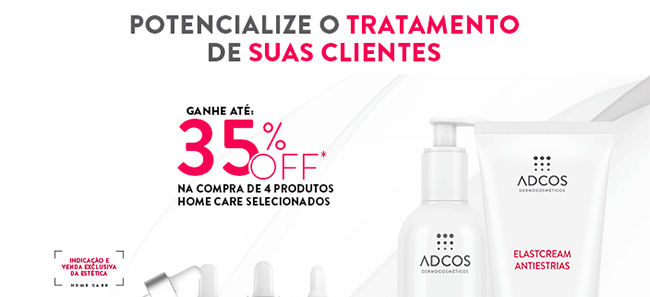 POTENCIALIZE O TRATAMENTO
DE SUAS CLIENTES
GANHE ATÉ:
35% OFF*
NA COMPRA DE 4 PRODUTOS
HOME CARE SELECIONADOS
ADCOS
DERMOCOSMÉTICOS
ELASTCREAM
ANTIESTRIAS
ADCOS
DERMOCOSMÉTICOS
INDICAÇÃO E
VENDA EXCLUSIVA
DA ESTÉTICA
HOME CARE